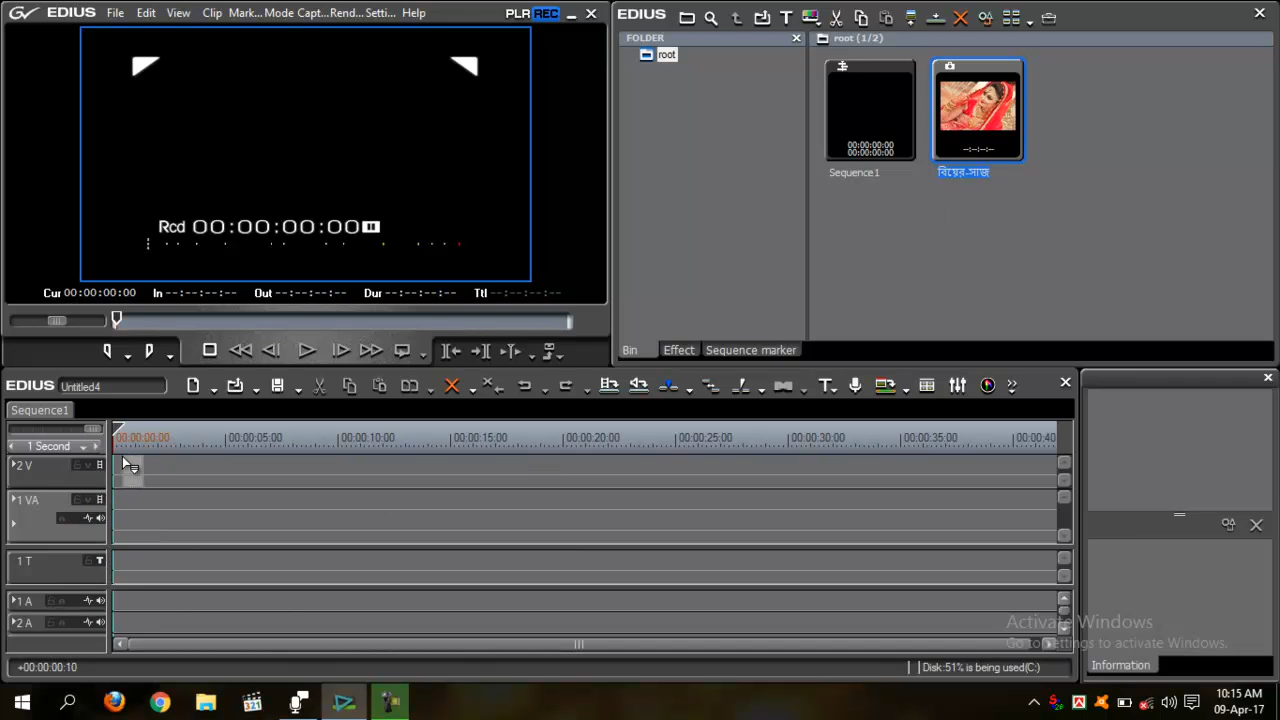 EDIUS File Edit View Clip Mark... Mode Capt... Rend... Setti... Help PLR REC
Rcd 00:00:00:00
Cur 00:00:00:00 In --:--:--:-- Out --:--:--:-- Dur --:--:--:-- Ttl --:--:--:--
EDIUS
FOLDER
root (1/2)
root
00:00:00:00
00:00:00:00
--:--:--
Sequence1
বিয়ের-সাজ
Bin Effect Sequence marker
EDIUS Untitled4
Sequence1
00:00:00:00 00:00:05:00 00:00:10:00 00:00:15:00 00:00:20:00 00:00:25:00 00:00:30:00 00:00:35:00 00:00:40
1 Second
2 V
1 VA
1 T
T
1 A
2 A
+00:00:00:10
Disk:51% is being used(C:)
Activate Windows
Go to Settings to activate Windows.
Information
321
10:15 AM
09-Apr-17